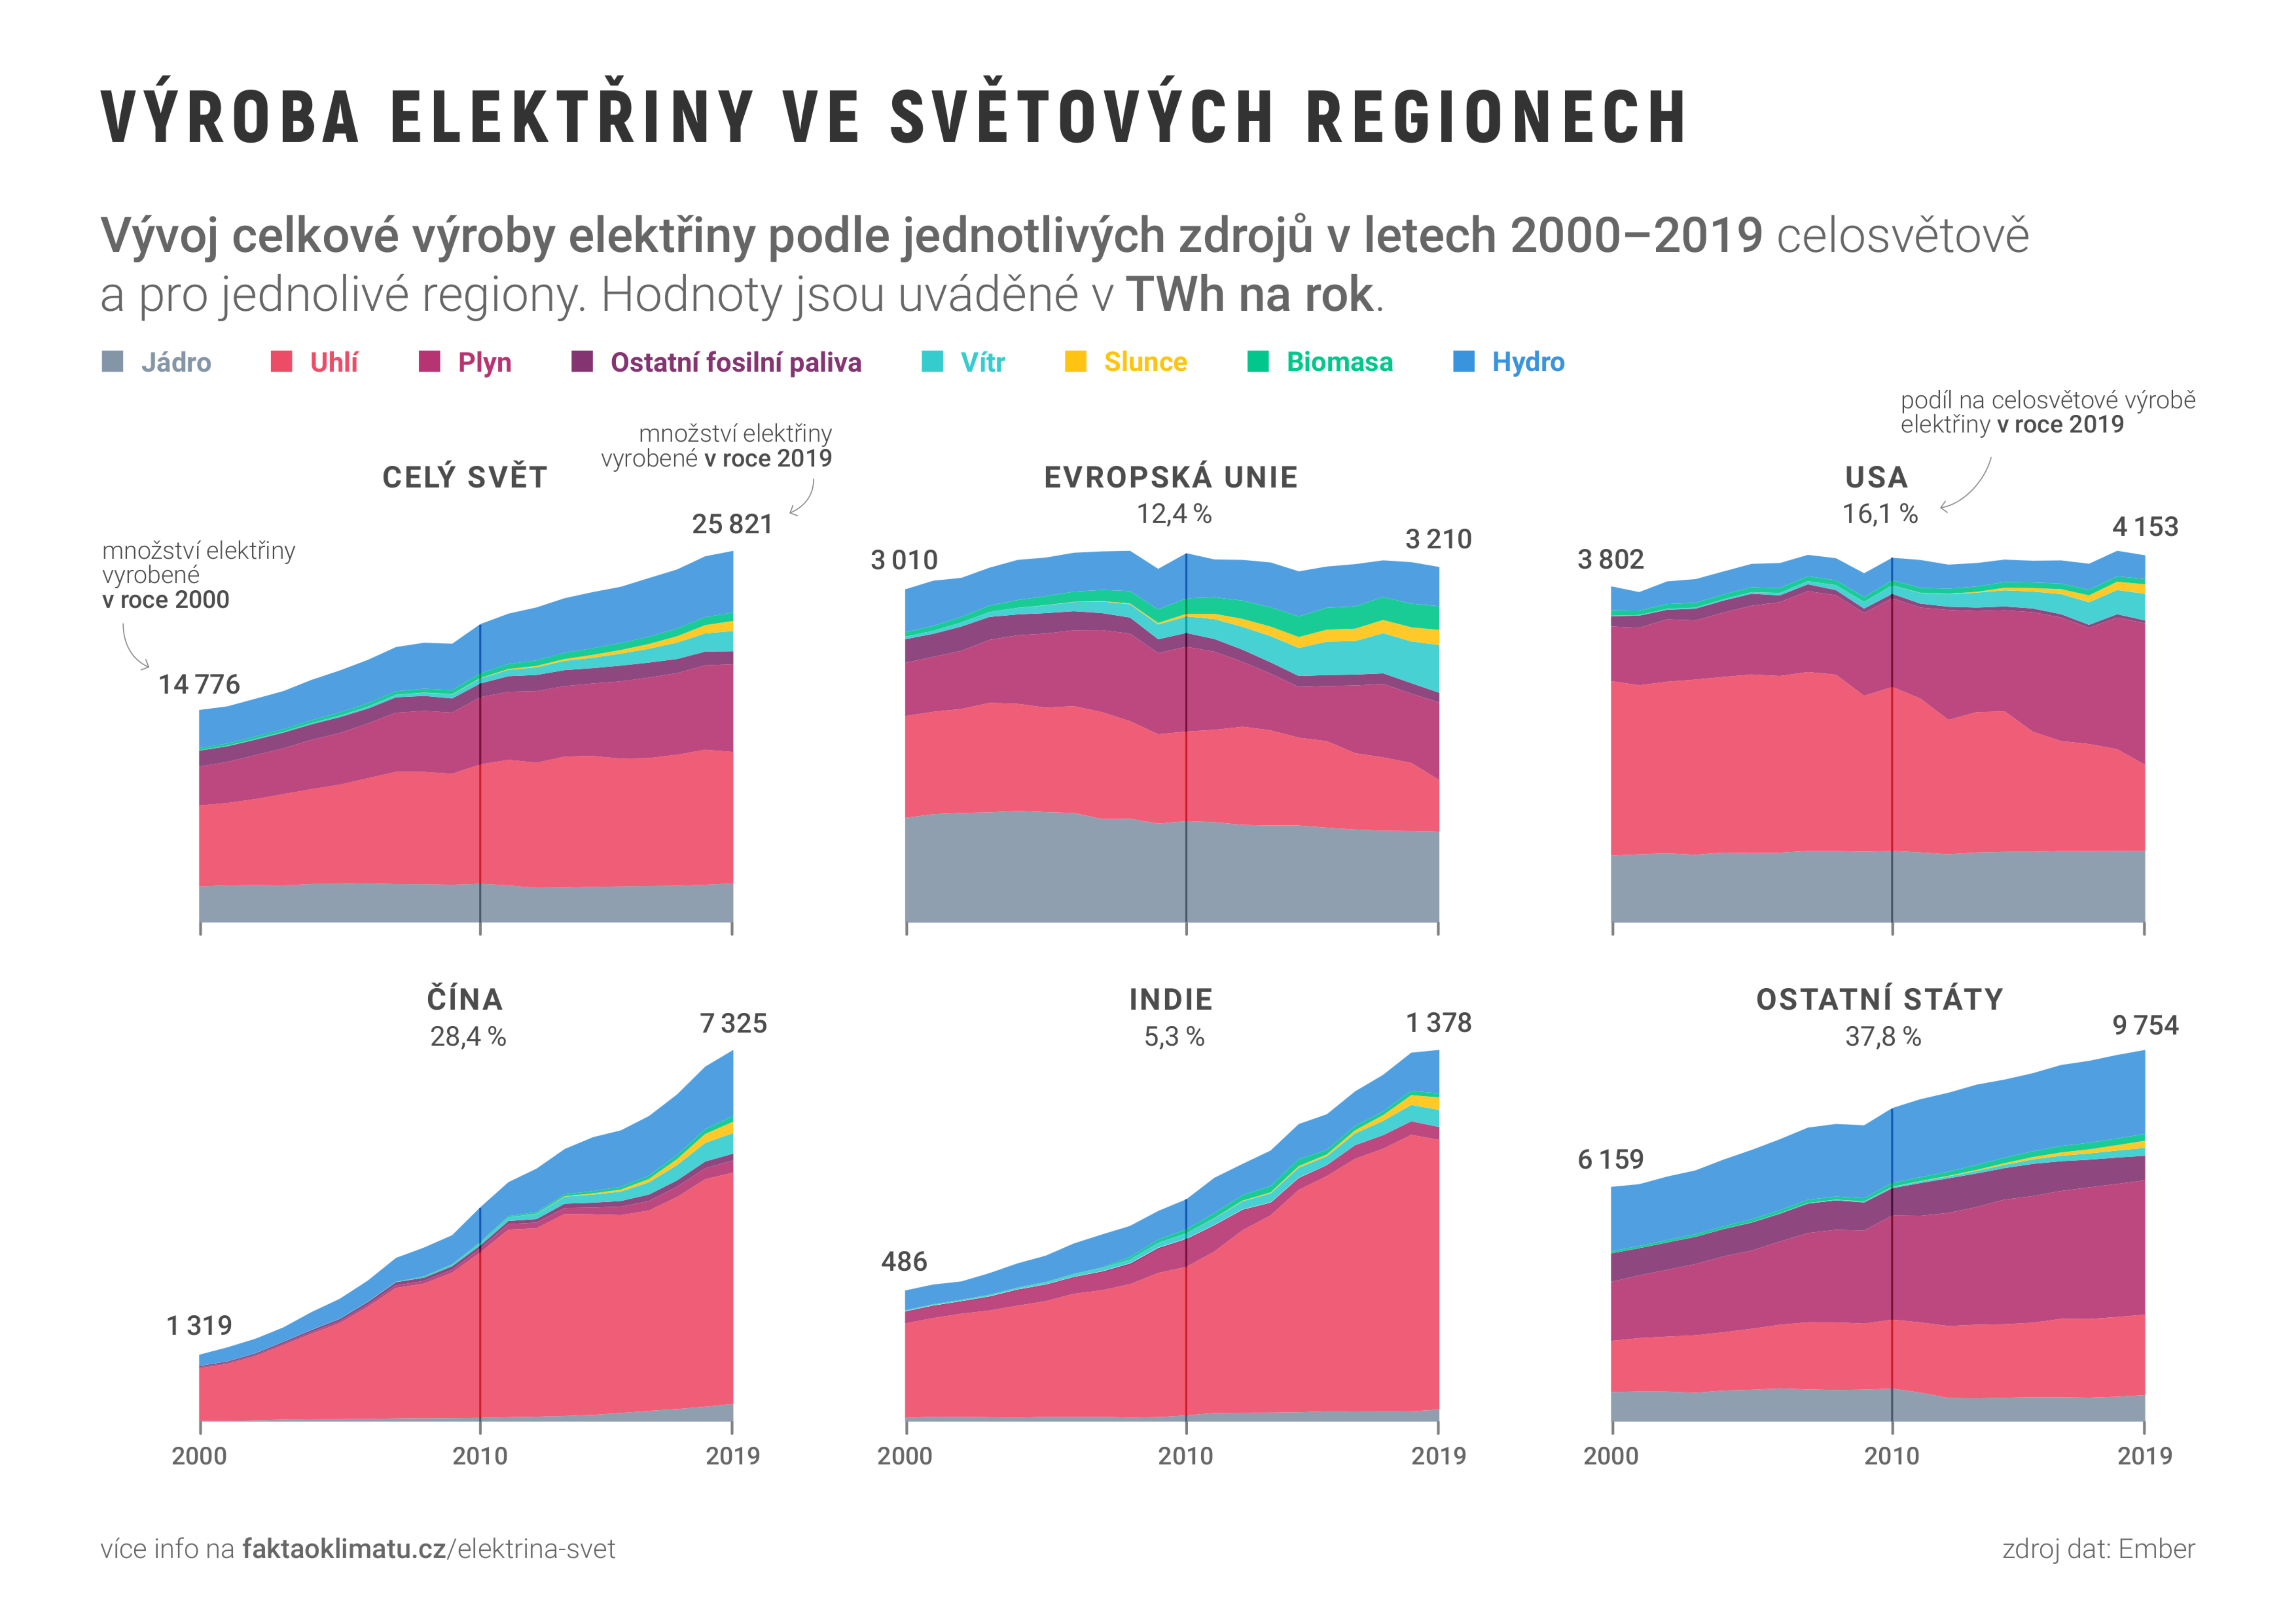 VÝROBA ELEKTŘINY VE SVĚTOVÝCH REGIONECH
Vývoj celkové výroby elektřiny podle jednotlivých zdrojů v letech 2000–2019 celosvětově
a pro jednolivé regiony. Hodnoty jsou uváděné v TWh na rok.
Jádro Uhlí Plyn Ostatní fosilní paliva Vítr Slunce Biomasa Hydro
CELÝ SVĚT
množství elektřiny
vyrobené v roce 2019
25 821
množství elektřiny
vyrobené
v roce 2000
14 776
EVROPSKÁ UNIE
12,4 %
3 010
3 210
podíl na celosvětové výrobě
elektřiny v roce 2019
USA
16,1 %
3 802
4 153
ČÍNA
28,4 %
1 319
7 325
2000 2010 2019
INDIE
5,3 %
486
1 378
2000 2010 2019
OSTATNÍ STÁTY
37,8 %
6 159
9 754
2000 2010 2019
více info na faktaoklimatu.cz/elektrina-svet
zdroj dat: Ember